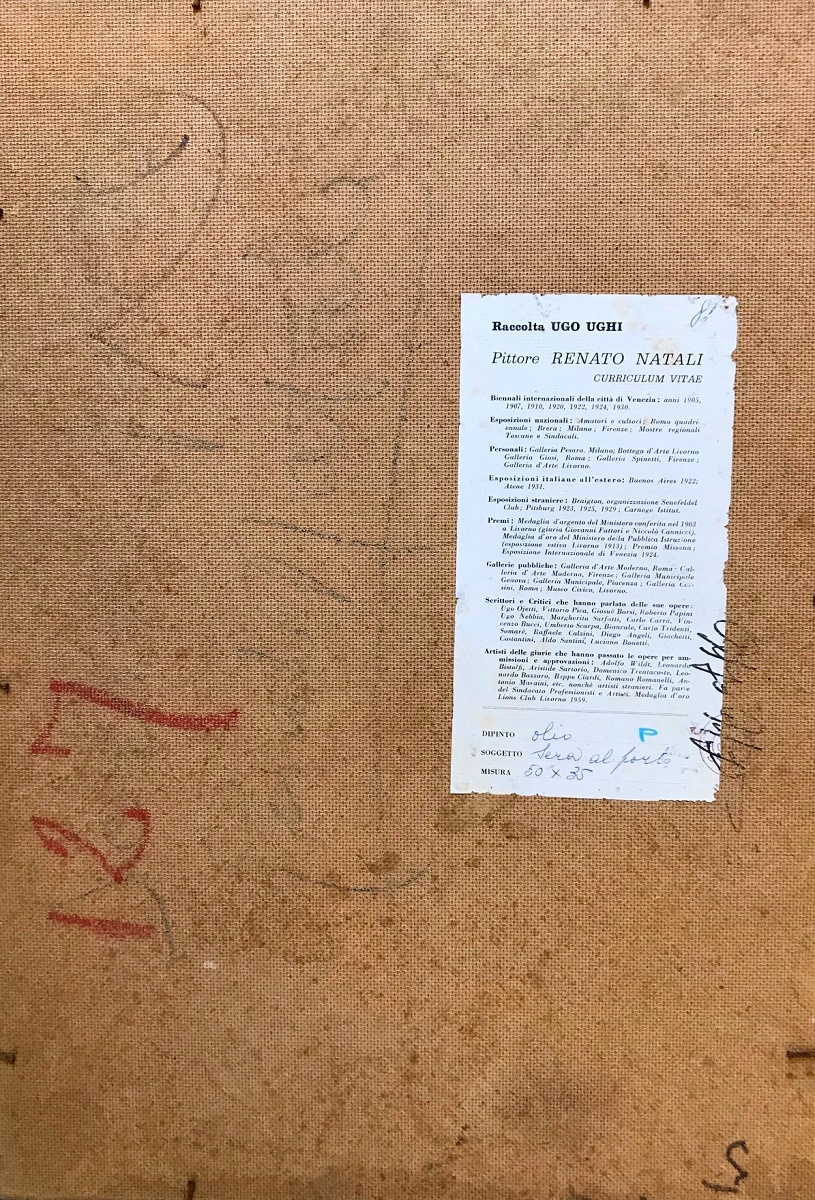 8.
Raccolta UGO UGHI
Pittore RENATO NATALI
CURRICULUM VITAE
Biennali internazionali della città di Venezia; anni 1905,
1907, 1910, 1920, 1922, 1924, 1930.
Esposizioni nazionali: Amatori e cultori; Roma quadri-
ennale; Brera; Milano; Firenze; Mostre regionali
Toscane e Sindacali.
Personali: Galleria Pesaro, Milano; Bottega d'Arte Livorno
Galleria Giosi, Roma; Galleria Spinetti, Firenze;
Galleria d'Arte Livorno.
Esposizioni italiane all'estero: Buenos Aires 1922;
Atene 1931.
Esposizioni straniere: Braigton, organizzazione Senefeldel
Club; Pitsburg 1923, 1925, 1929; Carnege Istitut.
Premi: Medaglia d'argento del Ministero conferita nel 1903
a Livorno (giuria Giovanni Fattori e Niccolò Cannicci).
Medaglia d'oro del Ministero della Pubblica Istruzione
(esposizione estiva Livorno 1915); Premio Missana;
Esposizione Internazionale di Venezia 1924.
Gallerie pubbliche: Galleria d'Arte Moderna, Roma; Gal-
leria d'Arte Moderna, Firenze; Galleria Municipale
Genova; Galleria Municipale, Piacenza; Galleria
sini, Roma; Museo Civico, Livorno.
Scrittori e Critici che hanno parlato delle sue opere:
Ugo Ojetti, Vittorio Pica, Giosuè Borsi, Roberto Papini
Ugo Nebbia, Margherita Sarfatti, Carlo Carrà, Vin-
cenzo Bucci, Umberto Scarpa, Biancale, Carlo Tridenti,
Somarè, Raffaele Calzini, Diego Angeli, Giachetti,
Costantini, Aldo Santini, Luciano Bonetti.
Artisti delle giurie che hanno passato le opere per am-
missioni e approvazioni: Adolfo Wildt, Leonardo
Bistolfi, Aristide Sartorio, Domenico Trentacoste, Leo-
nardo Bazzaro, Beppe Ciardi, Romano Romanelli, An-
tonio Maraini, etc. nonchè artisti stranieri. Fa parte
del Sindacato Professionisti e Artisti. Medaglia d'oro
Lions Club Livorno 1959.
DIPINTO olio P
SOGGETTO Sera al porto
MISURA 50 x 35
127